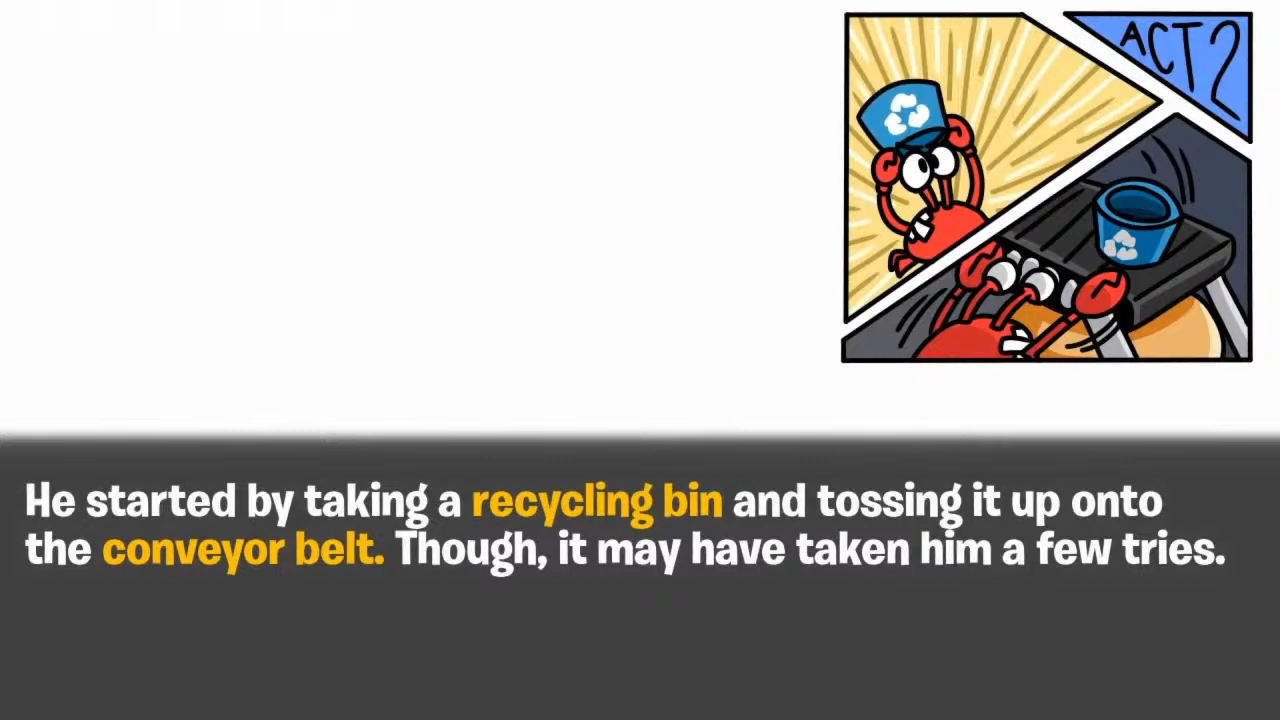 ACT 2
He started by taking a recycling bin and tossing it up onto
the conveyor belt. Though, it may have taken him a few tries.